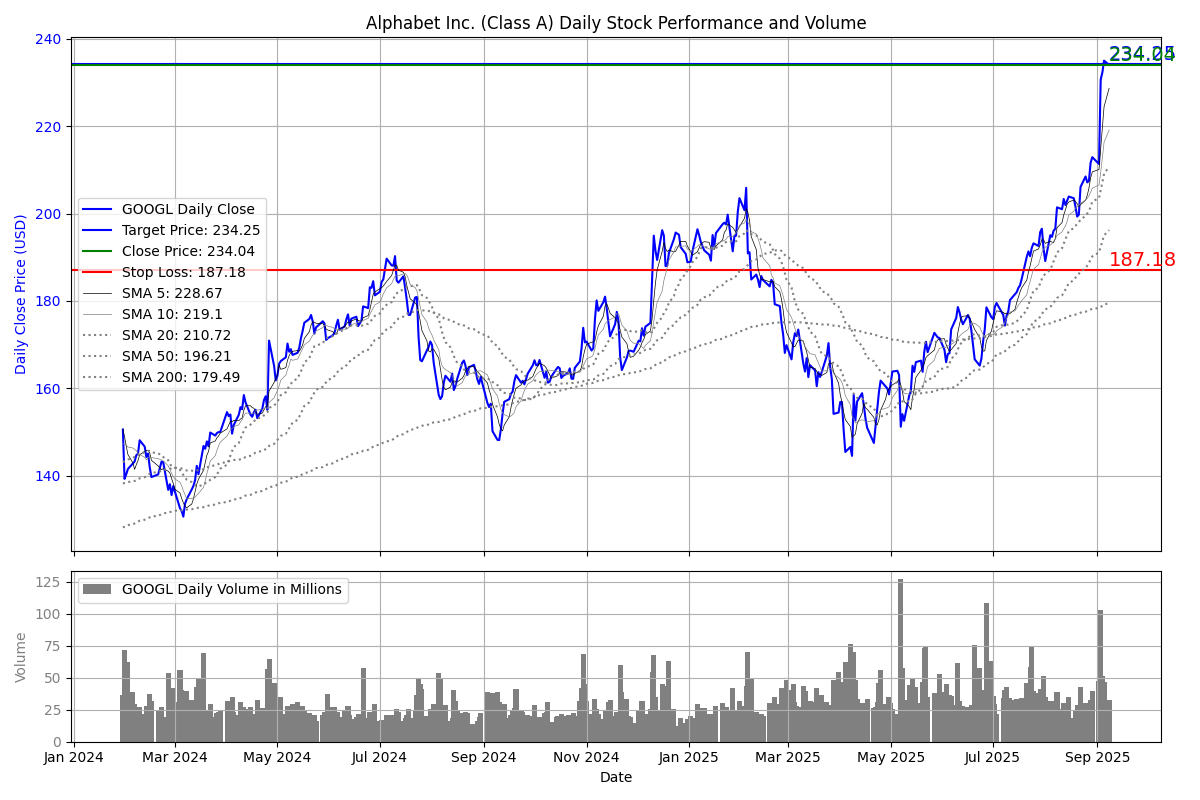 Alphabet Inc. (Class A) Daily Stock Performance and Volume
Daily Close Price (USD)
240
220
200
180
160
140
234.25
234.04
187.18
GOOGL Daily Close
Target Price: 234.25
Close Price: 234.04
Stop Loss: 187.18
SMA 5: 228.67
SMA 10: 219.1
SMA 20: 210.72
SMA 50: 196.21
SMA 200: 179.49
Volume
125
100
75
50
25
0
GOOGL Daily Volume in Millions
Jan 2024 Mar 2024 May 2024 Jul 2024 Sep 2024 Nov 2024 Jan 2025 Mar 2025 May 2025 Jul 2025 Sep 2025
Date